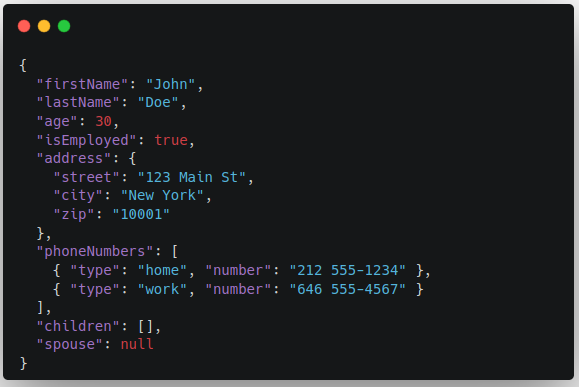 {
  "firstName": "John",
  "lastName": "Doe",
  "age": 30,
  "isEmployed": true,
  "address": {
    "street": "123 Main St",
    "city": "New York",
    "zip": "10001"
  },
  "phoneNumbers": [
    { "type": "home", "number": "212 555-1234" },
    { "type": "work", "number": "646 555-4567" }
  ],
  "children": [],
  "spouse": null
}